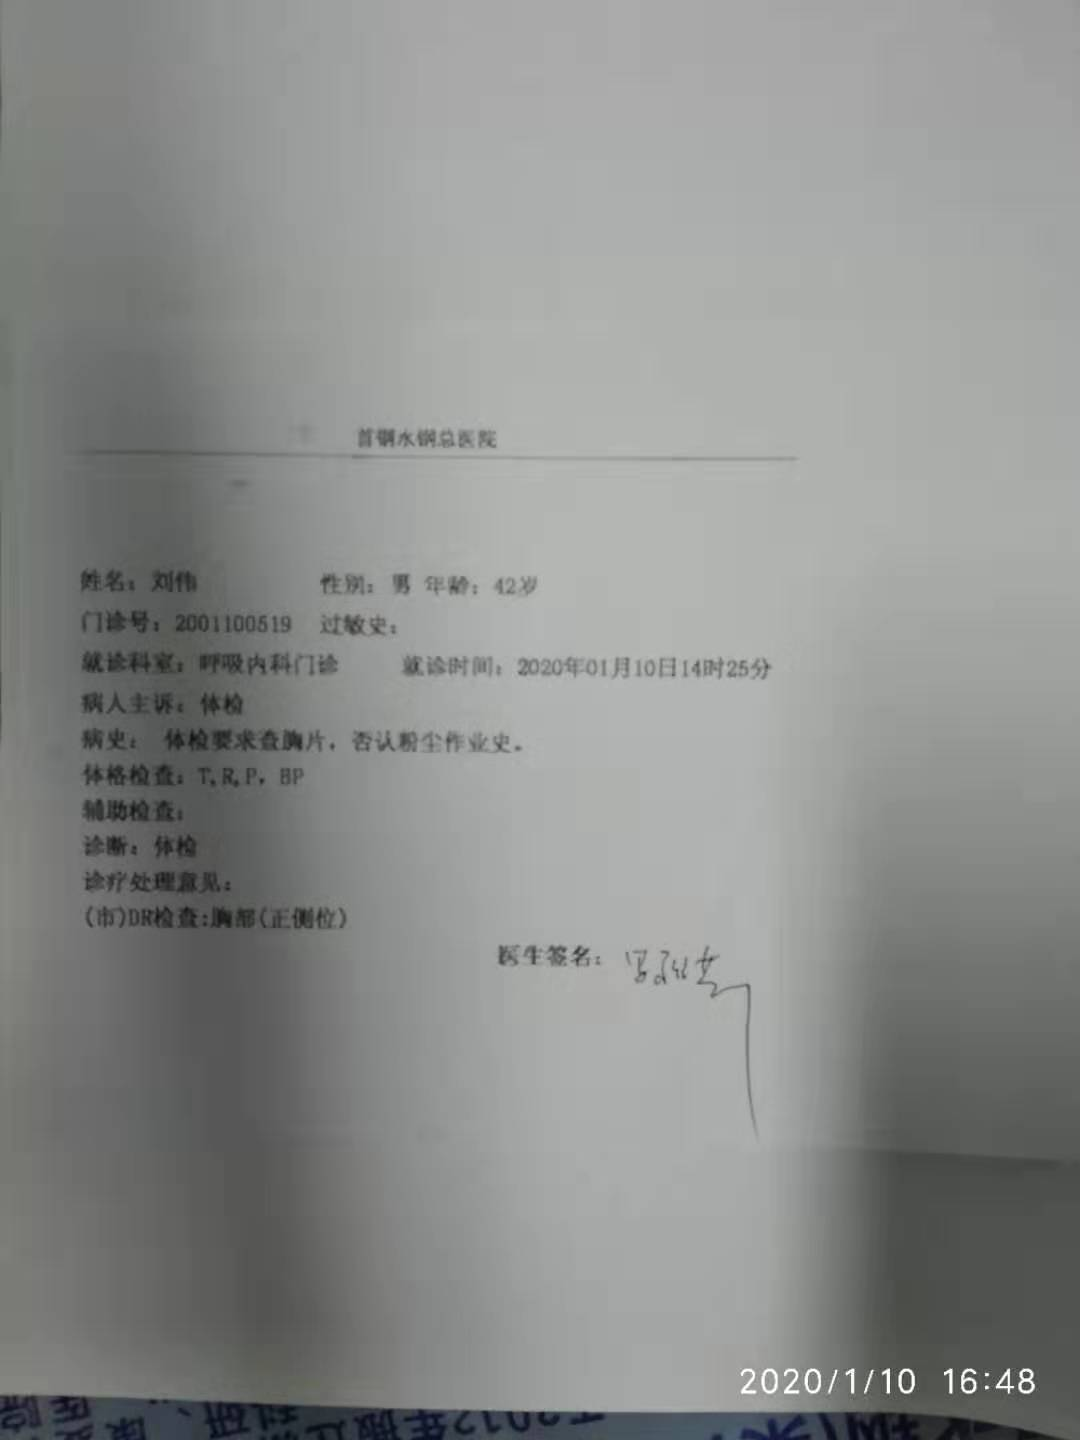 首钢水钢总医院
姓名：刘伟 性别：男 年龄：42岁
门诊号：2001100519 过敏史：
就诊科室：呼吸内科门诊 就诊时间：2020年01月10日14时25分
病人主诉：体检
病史： 体检要求查胸片，否认粉尘作业史。
体格检查：T,R,P，BP
辅助检查：
诊断：体检
诊疗处理意见：
(市)DR检查:胸部(正侧位)
医生签名：
2020/1/10 16:48